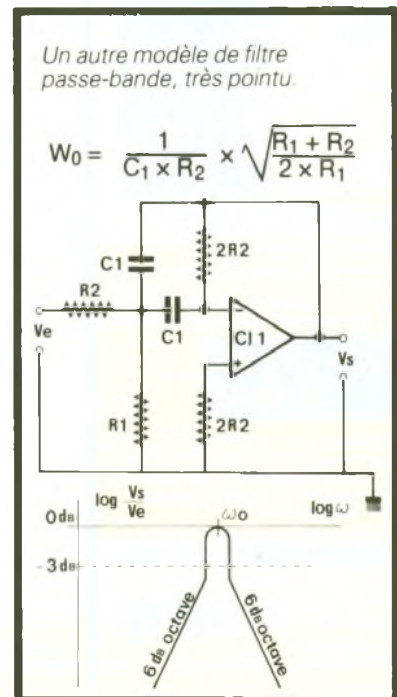 Un autre modèle de filtre
passe-bande, très pointu.
W0 = 1 / (C1 x R2) x √((R1 + R2) / (2 x R1))
2R2
C1
R2
C1
CI 1
−
+
Ve
Vs
R1
2R2
log Vs/Ve
ω0
log ω
0dB
-3dB
6dB octave
6dB octave